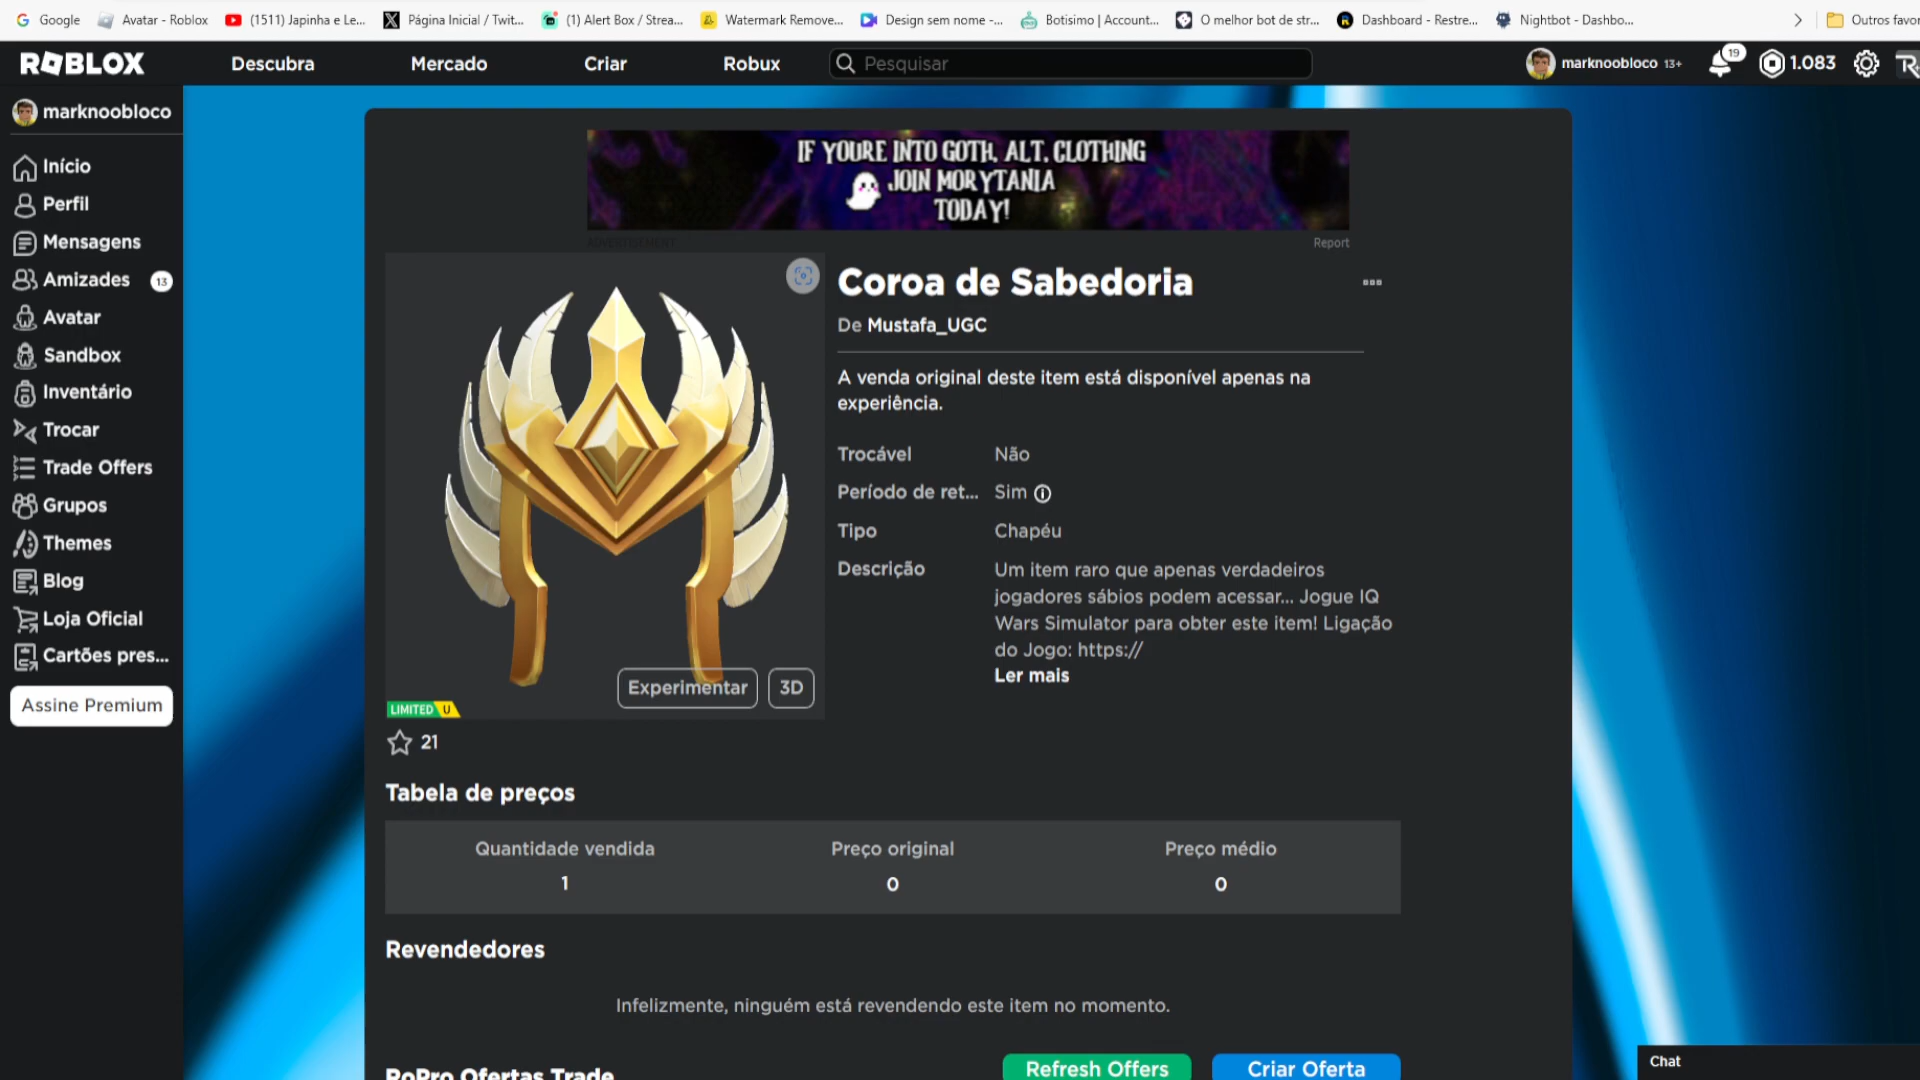 Google
Avatar - Roblox
(1511) Japinha e Le...
Página Inicial / Twit...
(1) Alert Box / Strea...
Watermark Remove...
Design sem nome -...
Botisimo | Account...
O melhor bot de str...
Dashboard - Restre...
Nightbot - Dashbo...
Outros favor
ROBLOX
Descubra
Mercado
Criar
Robux
Pesquisar
marknoobloco 13+
19
1.083
marknoobloco
Início
Perfil
Mensagens
Amizades 13
Avatar
Sandbox
Inventário
Trocar
Trade Offers
Grupos
Themes
Blog
Loja Oficial
Cartões pres...
Assine Premium
IF YOURE INTO GOTH, ALT. CLOTHING
JOIN MORYTANIA
TODAY!
ADVERTISEMENT
Report
Coroa de Sabedoria
De Mustafa_UGC
A venda original deste item está disponível apenas na
experiência.
Trocável Não
Período de ret... Sim
Tipo Chapéu
Descrição Um item raro que apenas verdadeiros
jogadores sábios podem acessar... Jogue IQ
Wars Simulator para obter este item! Ligação
do Jogo: https://
Ler mais
Experimentar 3D
LIMITED U
21
Tabela de preços
Quantidade vendida Preço original Preço médio
1 0 0
Revendedores
Infelizmente, ninguém está revendendo este item no momento.
RoPro Ofertas Trade
Refresh Offers
Criar Oferta
Chat